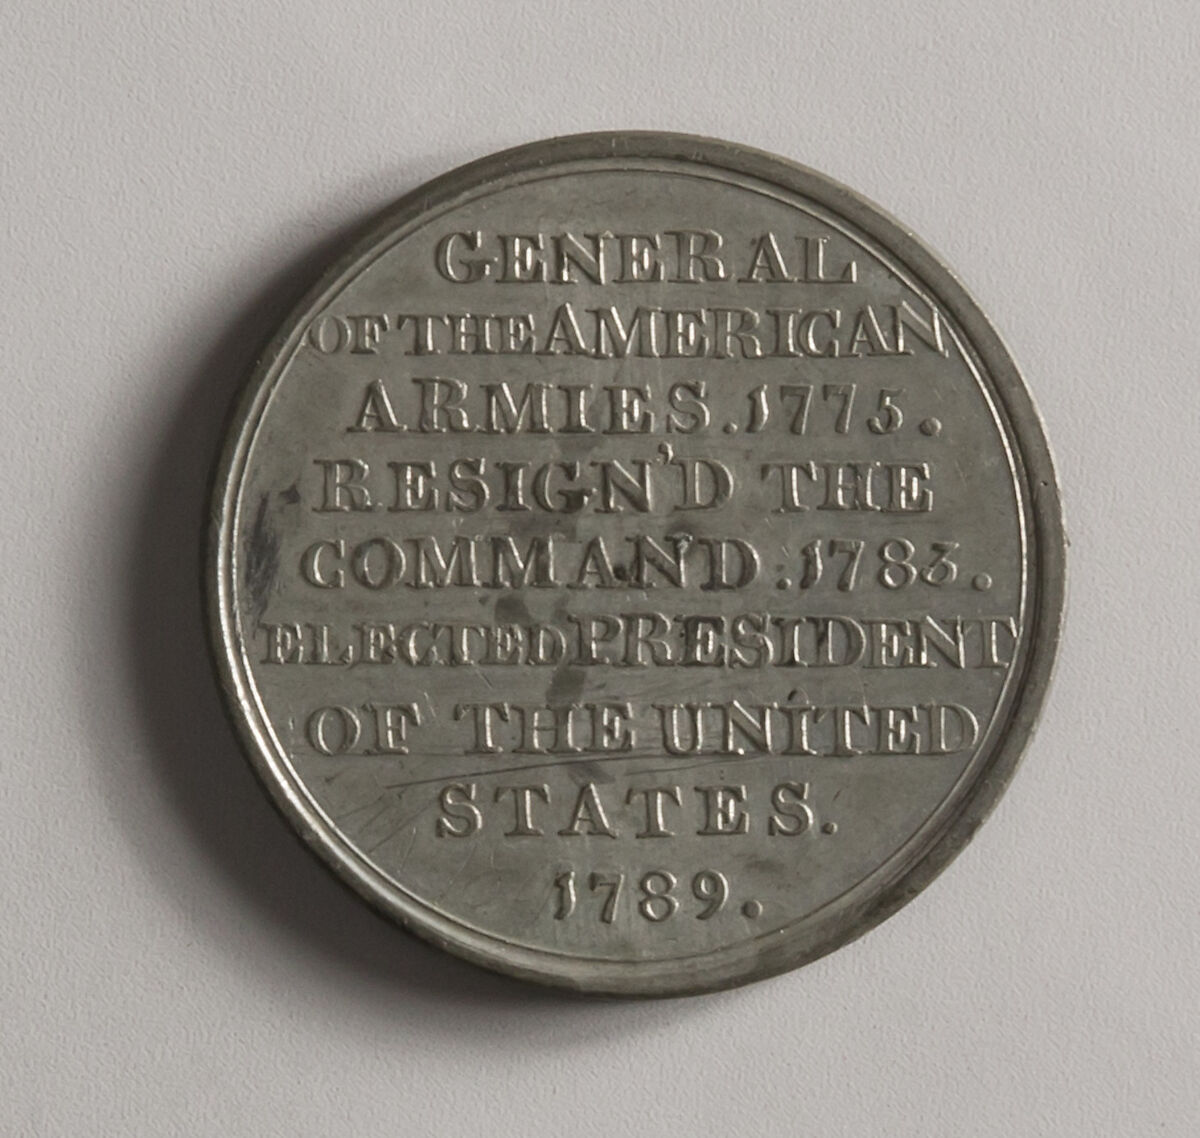 GENERAL
OF THE AMERICAN
ARMIES. 1775.
RESIGN'D THE
COMMAND: 1783.
ELECTED PRESIDENT
OF THE UNITED
STATES.
1789.